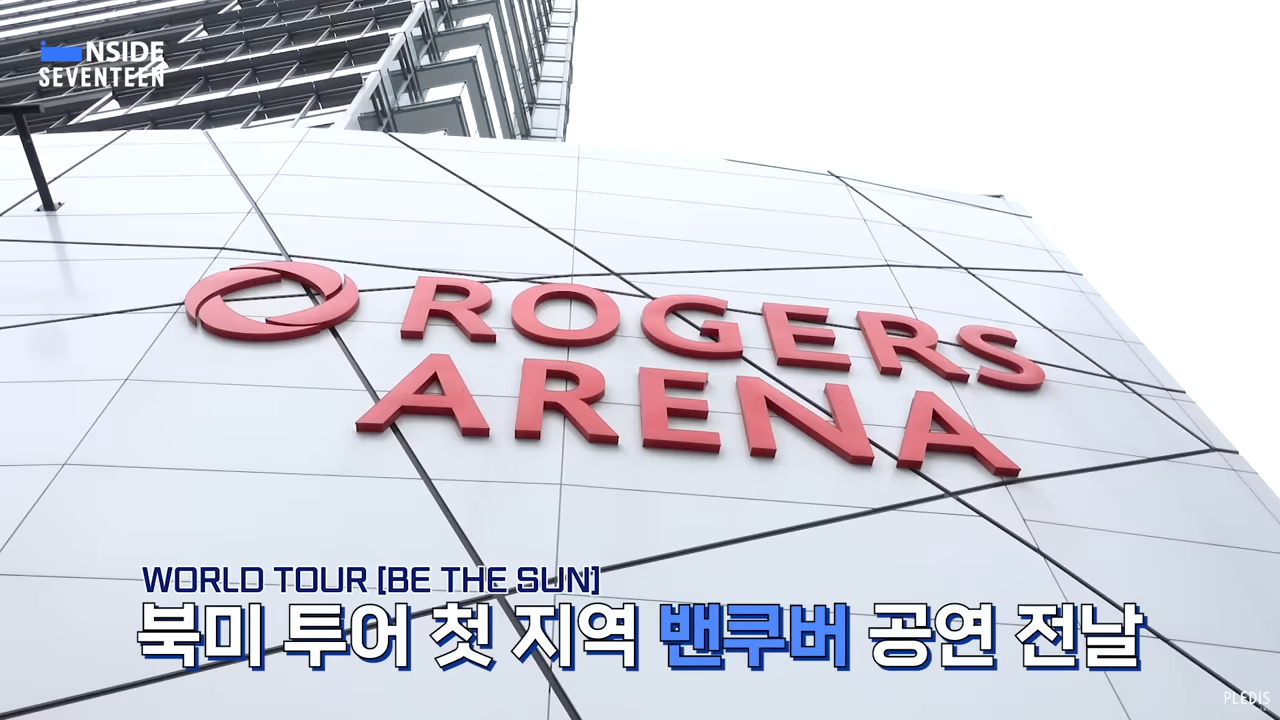 NSIDE
SEVENTEEN
ROGERS
ARENA
WORLD TOUR [BE THE SUN]
북미 투어 첫 지역 밴쿠버 공연 전날
PLEDIS